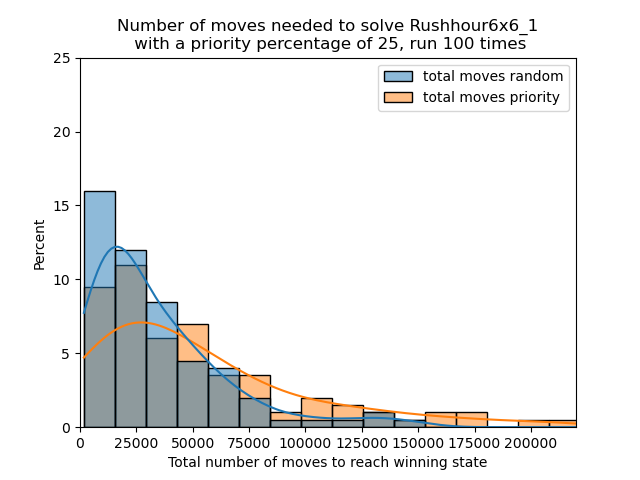 Number of moves needed to solve Rushhour6x6_1
with a priority percentage of 25, run 100 times
25
total moves random
total moves priority
20
15
Percent
10
5
0
0 25000 50000 75000 100000 125000 150000 175000 200000
Total number of moves to reach winning state